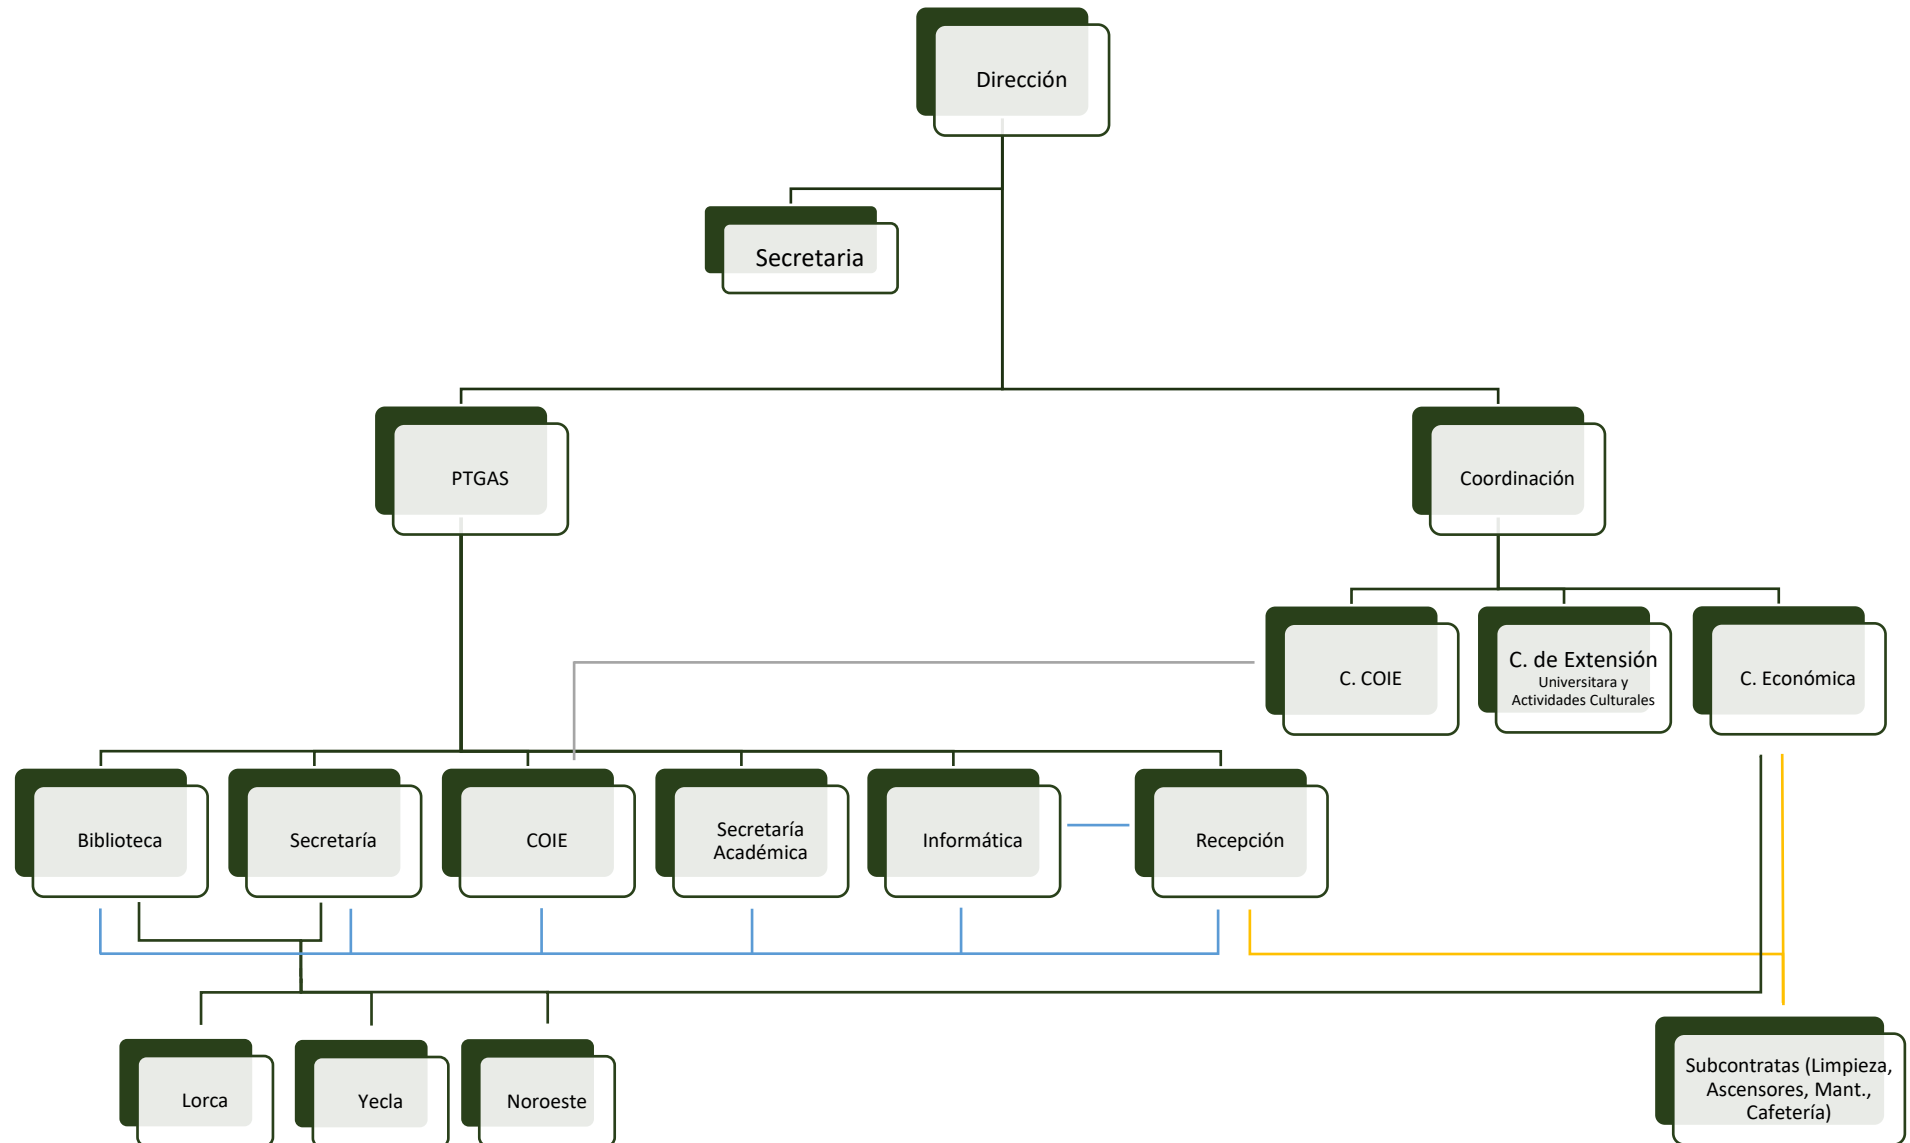 Dirección
Secretaria
PTGAS
Coordinación
C. COIE
C. de Extensión
Universitara y
Actividades Culturales
C. Económica
Biblioteca
Secretaría
COIE
Secretaría
Académica
Informática
Recepción
Lorca
Yecla
Noroeste
Subcontratas (Limpieza,
Ascensores, Mant.,
Cafetería)